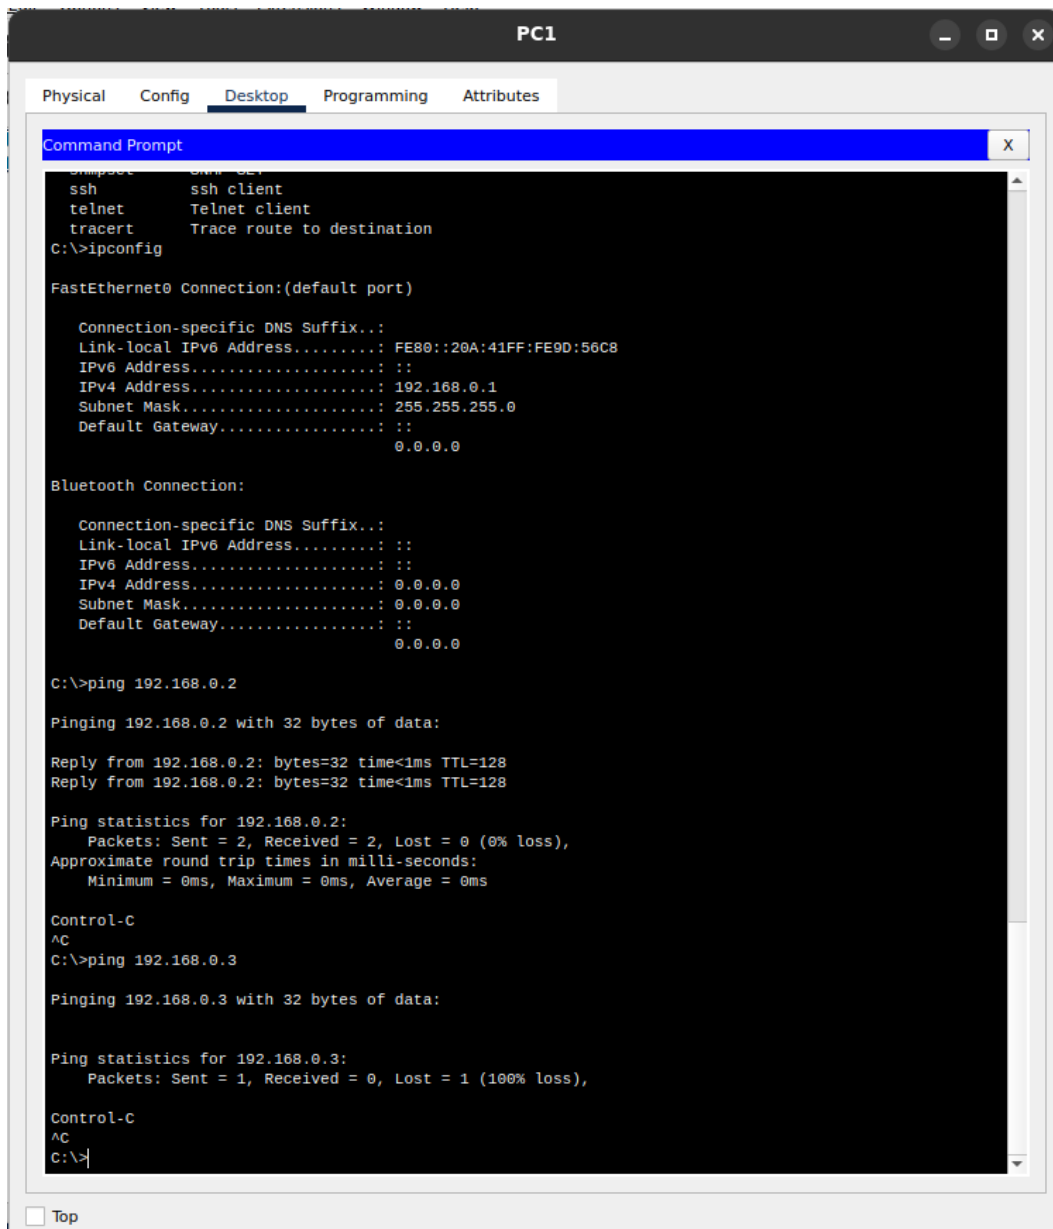 PC1
Physical Config Desktop Programming Attributes
Command Prompt X
ssh ssh client
telnet Telnet client
tracert Trace route to destination
C:\>ipconfig
FastEthernet0 Connection:(default port)
Connection-specific DNS Suffix..:
Link-local IPv6 Address.........: FE80::20A:41FF:FE9D:56C8
IPv6 Address....................: ::
IPv4 Address....................: 192.168.0.1
Subnet Mask.....................: 255.255.255.0
Default Gateway.................: ::
0.0.0.0
Bluetooth Connection:
Connection-specific DNS Suffix..:
Link-local IPv6 Address.........: ::
IPv6 Address....................: ::
IPv4 Address....................: 0.0.0.0
Subnet Mask.....................: 0.0.0.0
Default Gateway.................: ::
0.0.0.0
C:\>ping 192.168.0.2
Pinging 192.168.0.2 with 32 bytes of data:
Reply from 192.168.0.2: bytes=32 time<1ms TTL=128
Reply from 192.168.0.2: bytes=32 time<1ms TTL=128
Ping statistics for 192.168.0.2:
Packets: Sent = 2, Received = 2, Lost = 0 (0% loss),
Approximate round trip times in milli-seconds:
Minimum = 0ms, Maximum = 0ms, Average = 0ms
Control-C
^C
C:\>ping 192.168.0.3
Pinging 192.168.0.3 with 32 bytes of data:
Ping statistics for 192.168.0.3:
Packets: Sent = 1, Received = 0, Lost = 1 (100% loss),
Control-C
^C
C:\>
Top